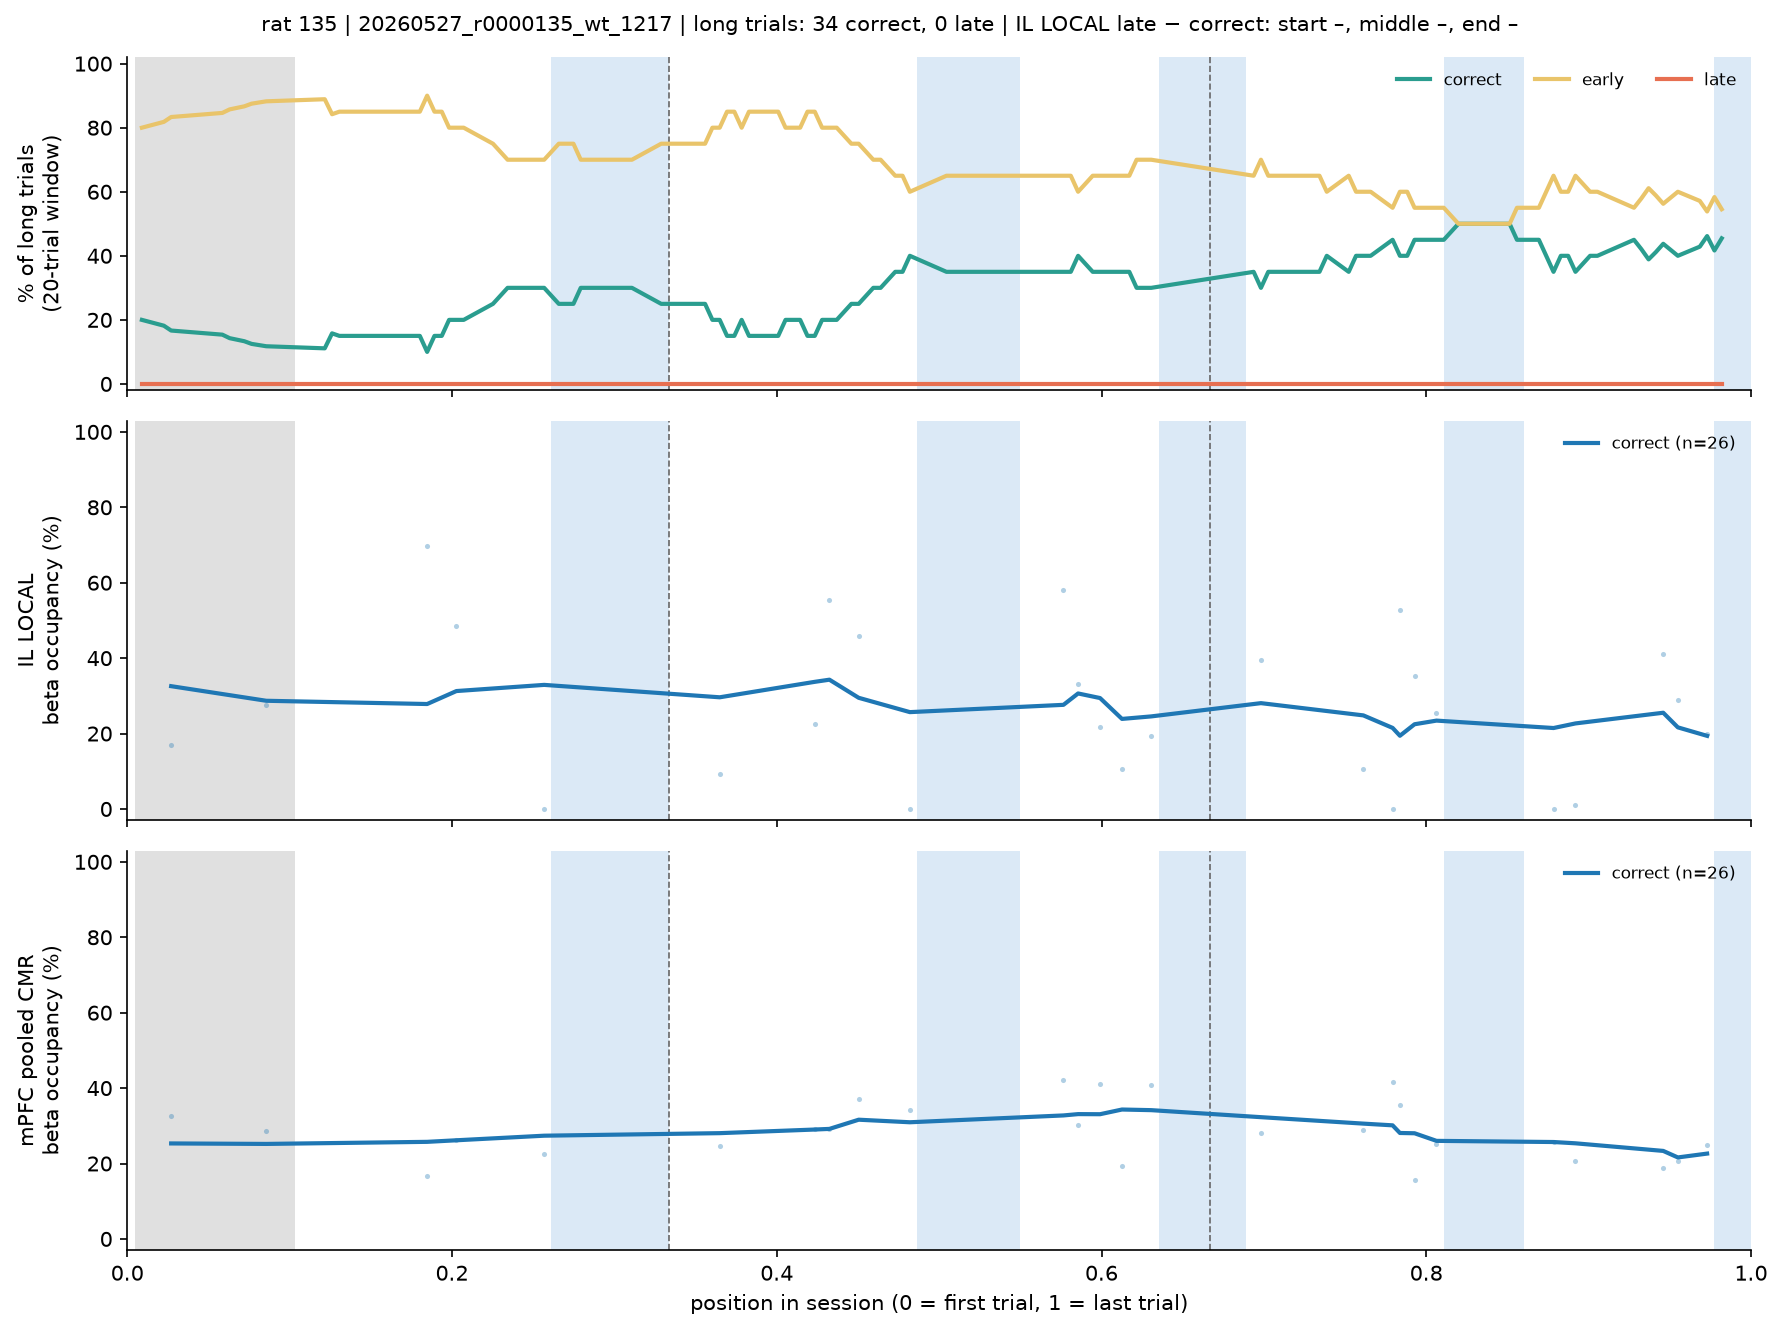 rat 135 | 20260527_r0000135_wt_1217 | long trials: 34 correct, 0 late | IL LOCAL late − correct: start –, middle –, end –
100
80
60
40
20
0
% of long trials
(20-trial window)
correct
early
late
100
80
60
40
20
0
IL LOCAL
beta occupancy (%)
correct (n=26)
100
80
60
40
20
0
mPFC pooled CMR
beta occupancy (%)
correct (n=26)
0.0
0.2
0.4
0.6
0.8
1.0
position in session (0 = first trial, 1 = last trial)